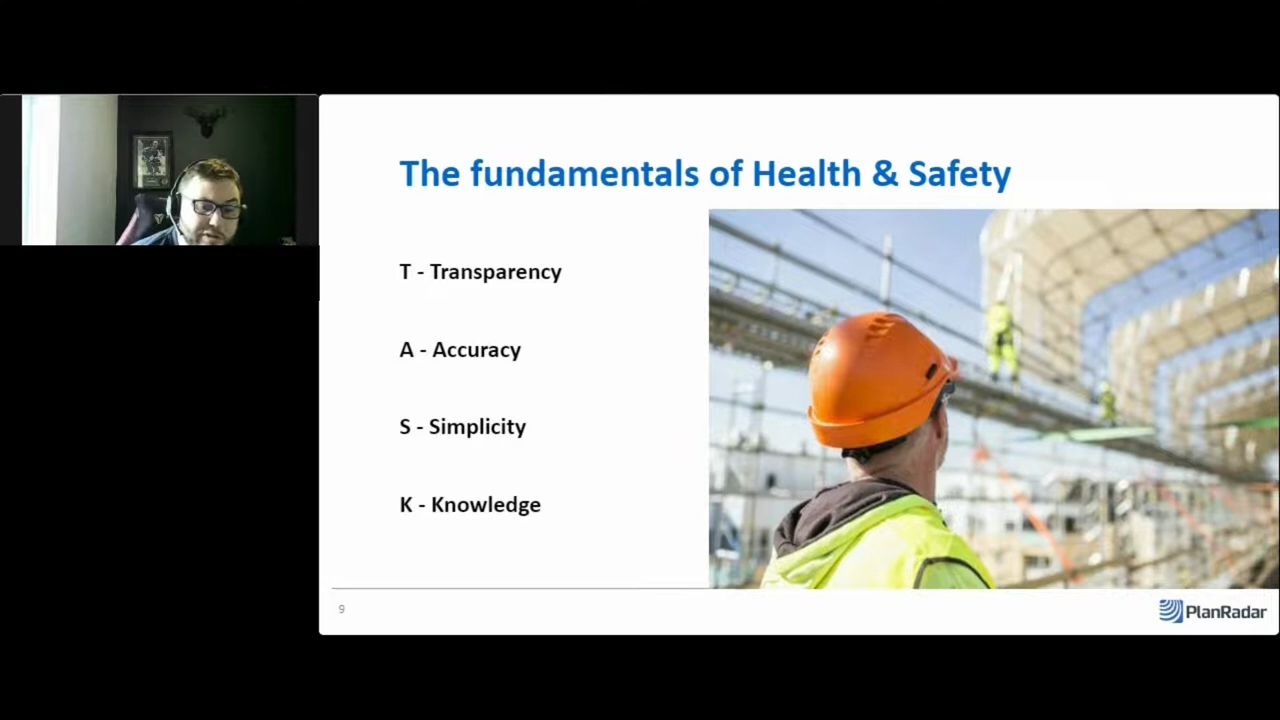 The fundamentals of Health & Safety
T - Transparency
A - Accuracy
S - Simplicity
K - Knowledge
9
PlanRadar